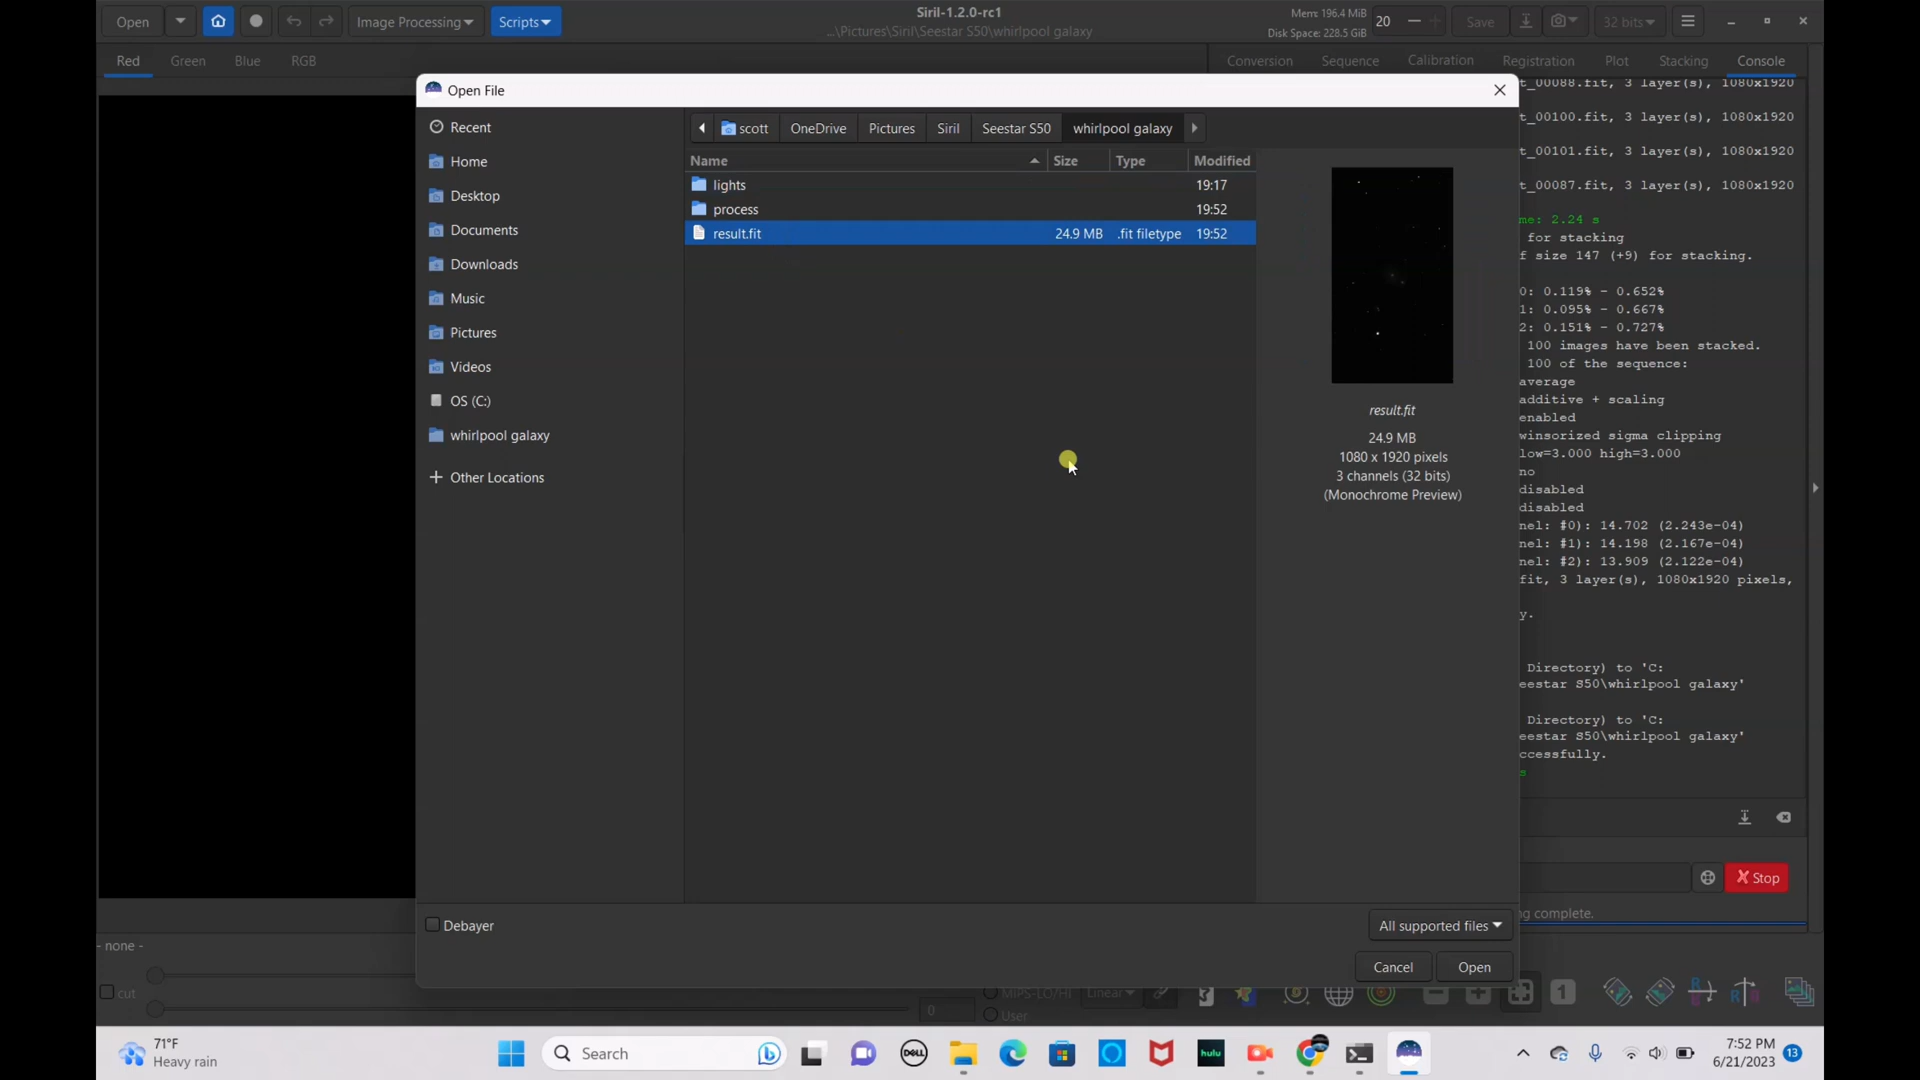 Open
Image Processing
Scripts
Siril-1.2.0-rc1
...\Pictures\Siril\Seestar S50\whirlpool galaxy
Mem: 196.4 MiB
Disk Space: 228.5 GiB
20
Save
32 bits
Red
Green
Blue
RGB
Conversion
Sequence
Calibration
Registration
Plot
Stacking
Console
Open File
Recent
Home
Desktop
Documents
Downloads
Music
Pictures
Videos
OS (C:)
whirlpool galaxy
Other Locations
scott
OneDrive
Pictures
Siril
Seestar S50
whirlpool galaxy
Name
Size
Type
Modified
lights
19:17
process
19:52
result.fit
24.9 MB
.fit filetype
19:52
result.fit
24.9 MB
1080 x 1920 pixels
3 channels (32 bits)
(Monochrome Preview)
t_00088.fit, 3 layer(s), 1080x1920
t_00100.fit, 3 layer(s), 1080x1920
t_00101.fit, 3 layer(s), 1080x1920
t_00087.fit, 3 layer(s), 1080x1920
me: 2.24 s
for stacking
f size 147 (+9) for stacking.
0: 0.119% - 0.652%
1: 0.095% - 0.667%
2: 0.151% - 0.727%
100 images have been stacked.
100 of the sequence:
average
additive + scaling
enabled
winsorized sigma clipping
low=3.000 high=3.000
no
disabled
disabled
nel: #0): 14.702 (2.243e-04)
nel: #1): 14.198 (2.167e-04)
nel: #2): 13.909 (2.122e-04)
fit, 3 layer(s), 1080x1920 pixels,
y.
Directory) to 'C:
eestar S50\whirlpool galaxy'
Directory) to 'C:
eestar S50\whirlpool galaxy'
ccessfully.
s
Stop
ng complete.
Debayer
All supported files
Cancel
Open
- none -
cut
0
MIPS-LO/HI
User
Linear
1
71°F
Heavy rain
Search
DELL
hulu
7:52 PM
6/21/2023
13